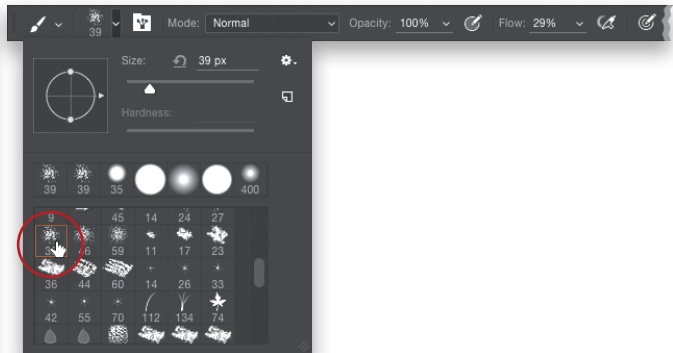 Mode: Normal Opacity: 100% Flow: 29%
39
Size: 39 px
Hardness:
39 39 35 400
9 45 14 24 27
59 11 17 23
36 44 60 14 26 33
42 55 70 112 134 74